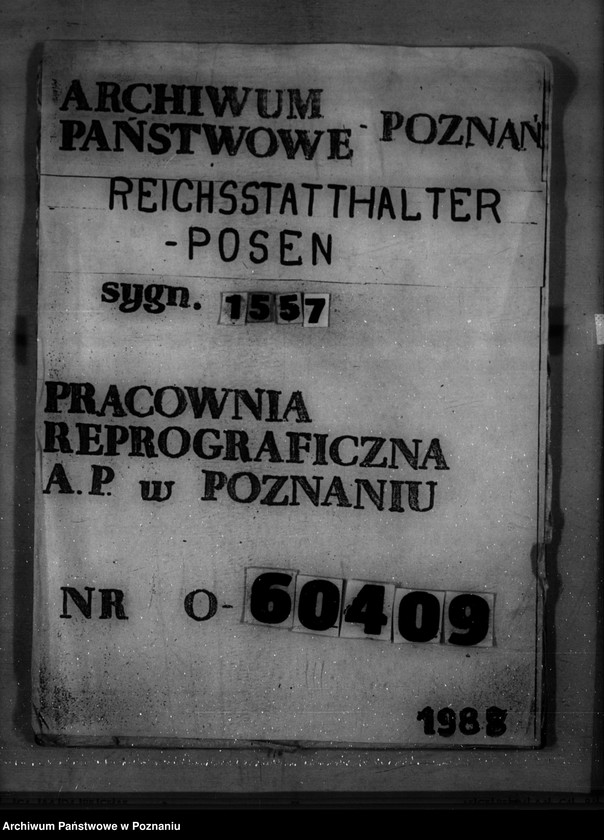 ARCHIWUM
PAŃSTWOWE - POZNAŃ
REICHSSTATTHALTER
-POSEN
sygn. 1557
PRACOWNIA
REPROGRAFICZNA
A.P. w POZNANIU
NR O-60409
1988
Archiwum Państwowe w Poznaniu